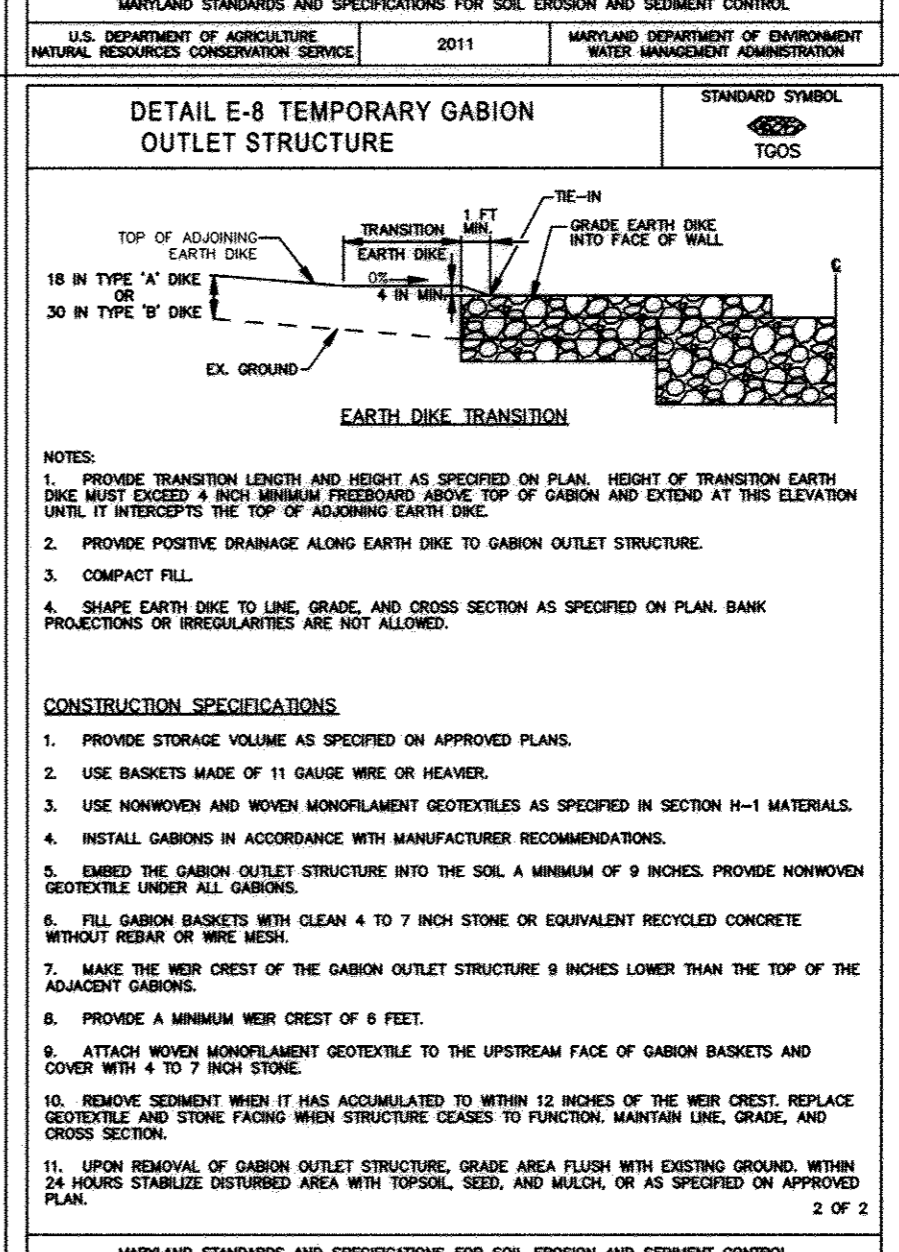 MARYLAND STANDARDS AND SPECIFICATIONS FOR SOIL EROSION AND SEDIMENT CONTROL
U.S. DEPARTMENT OF AGRICULTURE
NATURAL RESOURCES CONSERVATION SERVICE
2011
MARYLAND DEPARTMENT OF ENVIRONMENT
WATER MANAGEMENT ADMINISTRATION
DETAIL E-8 TEMPORARY GABION
OUTLET STRUCTURE
STANDARD SYMBOL
TGOS
TIE-IN
1 FT
MIN.
TRANSITION
GRADE EARTH DIKE
INTO FACE OF WALL
TOP OF ADJOINING
EARTH DIKE
EARTH DIKE
℄
18 IN TYPE 'A' DIKE
OR
30 IN TYPE 'B' DIKE
0%
4 IN MIN.
EX. GROUND
EARTH DIKE TRANSITION
NOTES:
1. PROVIDE TRANSITION LENGTH AND HEIGHT AS SPECIFIED ON PLAN. HEIGHT OF TRANSITION EARTH
DIKE MUST EXCEED 4 INCH MINIMUM FREEBOARD ABOVE TOP OF GABION AND EXTEND AT THIS ELEVATION
UNTIL IT INTERCEPTS THE TOP OF ADJOINING EARTH DIKE.
2. PROVIDE POSITIVE DRAINAGE ALONG EARTH DIKE TO GABION OUTLET STRUCTURE.
3. COMPACT FILL.
4. SHAPE EARTH DIKE TO LINE, GRADE, AND CROSS SECTION AS SPECIFIED ON PLAN. BANK
PROJECTIONS OR IRREGULARITIES ARE NOT ALLOWED.
CONSTRUCTION SPECIFICATIONS
1. PROVIDE STORAGE VOLUME AS SPECIFIED ON APPROVED PLANS.
2. USE BASKETS MADE OF 11 GAUGE WIRE OR HEAVIER.
3. USE NONWOVEN AND WOVEN MONOFILAMENT GEOTEXTILES AS SPECIFIED IN SECTION H-1 MATERIALS.
4. INSTALL GABIONS IN ACCORDANCE WITH MANUFACTURER RECOMMENDATIONS.
5. EMBED THE GABION OUTLET STRUCTURE INTO THE SOIL A MINIMUM OF 9 INCHES. PROVIDE NONWOVEN
GEOTEXTILE UNDER ALL GABIONS.
6. FILL GABION BASKETS WITH CLEAN 4 TO 7 INCH STONE OR EQUIVALENT RECYCLED CONCRETE
WITHOUT REBAR OR WIRE MESH.
7. MAKE THE WEIR CREST OF THE GABION OUTLET STRUCTURE 9 INCHES LOWER THAN THE TOP OF THE
ADJACENT GABIONS.
8. PROVIDE A MINIMUM WEIR CREST OF 6 FEET.
9. ATTACH WOVEN MONOFILAMENT GEOTEXTILE TO THE UPSTREAM FACE OF GABION BASKETS AND
COVER WITH 4 TO 7 INCH STONE.
10. REMOVE SEDIMENT WHEN IT HAS ACCUMULATED TO WITHIN 12 INCHES OF THE WEIR CREST. REPLACE
GEOTEXTILE AND STONE FACING WHEN STRUCTURE CEASES TO FUNCTION. MAINTAIN LINE, GRADE, AND
CROSS SECTION.
11. UPON REMOVAL OF GABION OUTLET STRUCTURE, GRADE AREA FLUSH WITH EXISTING GROUND. WITHIN
24 HOURS STABILIZE DISTURBED AREA WITH TOPSOIL, SEED, AND MULCH, OR AS SPECIFIED ON APPROVED
PLAN.
2 OF 2
MARYLAND STANDARDS AND SPECIFICATIONS FOR SOIL EROSION AND SEDIMENT CONTROL